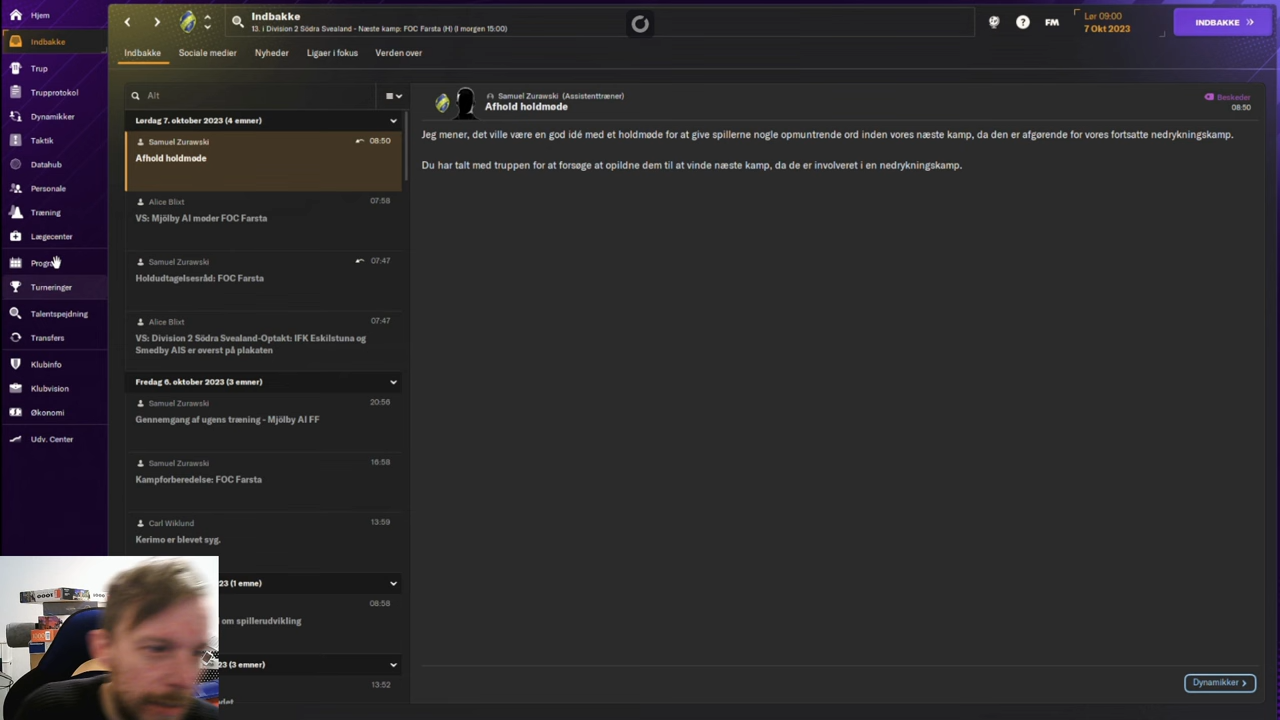 Hjem
Indbakke
Trup
Trupprotokol
Dynamikker
Taktik
Datahub
Personale
Træning
Lægecenter
Turneringer
Talentspejdning
Transfers
Klubinfo
Klubvision
Økonomi
Udv. Center
Indbakke
13. i Division 2 Södra Svealand - Næste kamp: FOC Farsta (H) (I morgen 15:00)
FM
Lør 09:00
7 Okt 2023
INDBAKKE
Indbakke
Sociale medier
Nyheder
Ligaer i fokus
Verden over
Alt
Lørdag 7. oktober 2023 (4 emner)
Samuel Zurawski 08:50
Afhold holdmøde
Alice Blixt 07:58
VS: Mjölby AI møder FOC Farsta
Samuel Zurawski 07:47
Holdudtagelsesråd: FOC Farsta
Alice Blixt 07:47
VS: Division 2 Södra Svealand-Optakt: IFK Eskilstuna og
Smedby AIS er øverst på plakaten
Fredag 6. oktober 2023 (3 emner)
Samuel Zurawski 20:56
Gennemgang af ugens træning - Mjölby AI FF
Samuel Zurawski 16:58
Kampforberedelse: FOC Farsta
Carl Wiklund 13:59
Kerimo er blevet syg.
23 (1 emne)
08:58
om spillerudvikling
23 (3 emner)
13:52
Samuel Zurawski (Assistenttræner)
Afhold holdmøde
Beskeder
08:50
Jeg mener, det ville være en god idé med et holdmøde for at give spillerne nogle opmuntrende ord inden vores næste kamp, da den er afgørende for vores fortsatte nedrykningskamp.
Du har talt med truppen for at forsøge at opildne dem til at vinde næste kamp, da de er involveret i en nedrykningskamp.
Dynamikker